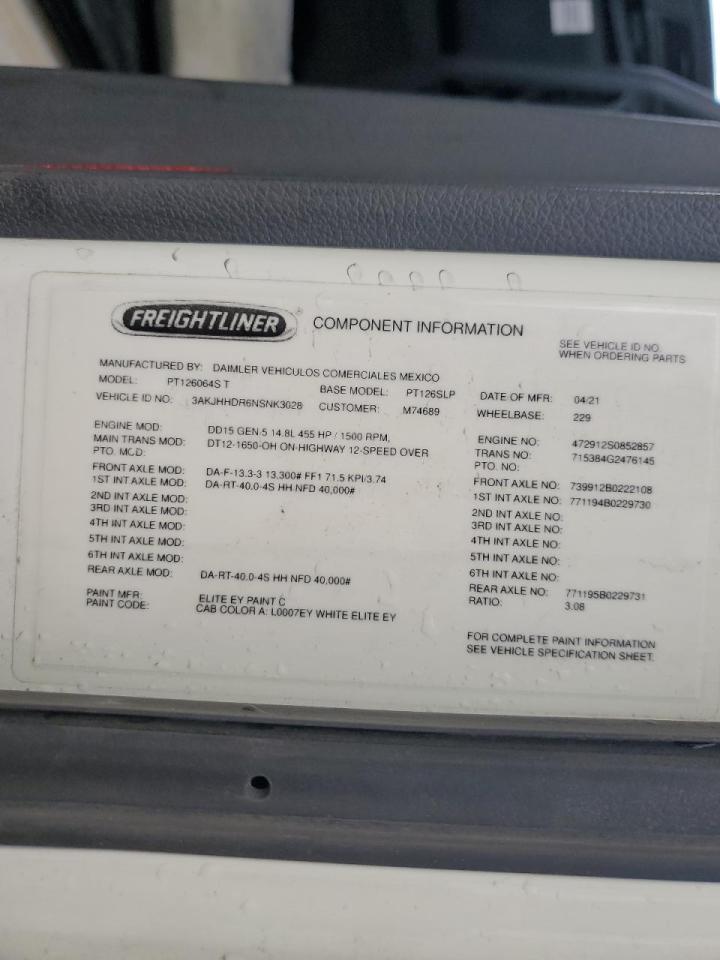 FREIGHTLINER COMPONENT INFORMATION
SEE VEHICLE ID NO.
WHEN ORDERING PARTS
MANUFACTURED BY: DAIMLER VEHICULOS COMERCIALES MEXICO
MODEL: PT126064S T BASE MODEL: PT126SLP DATE OF MFR: 04/21
VEHICLE ID NO: 3AKJHHDR6NSNK3028 CUSTOMER: M74689 WHEELBASE: 229
ENGINE MOD: DD15 GEN-5 14.8L 455 HP / 1500 RPM, ENGINE NO: 472912S0852857
MAIN TRANS MOD: DT12-1650-OH ON-HIGHWAY 12-SPEED OVER TRANS NO: 715384G2476145
PTO. MOD: PTO. NO:
FRONT AXLE MOD: DA-F-13.3-3 13,300# FF1 71.5 KPI/3.74 FRONT AXLE NO: 739912B0222108
1ST INT AXLE MOD: DA-RT-40.0-4S HH NFD 40,000# 1ST INT AXLE NO: 771194B0229730
2ND INT AXLE MOD: 2ND INT AXLE NO:
3RD INT AXLE MOD: 3RD INT AXLE NO:
4TH INT AXLE MOD: 4TH INT AXLE NO:
5TH INT AXLE MOD: 5TH INT AXLE NO:
6TH INT AXLE MOD: 6TH INT AXLE NO:
REAR AXLE MOD: DA-RT-40.0-4S HH NFD 40,000# REAR AXLE NO: 771195B0229731
RATIO: 3.08
PAINT MFR: ELITE EY PAINT C
PAINT CODE: CAB COLOR A: L0007EY WHITE ELITE EY
FOR COMPLETE PAINT INFORMATION
SEE VEHICLE SPECIFICATION SHEET.